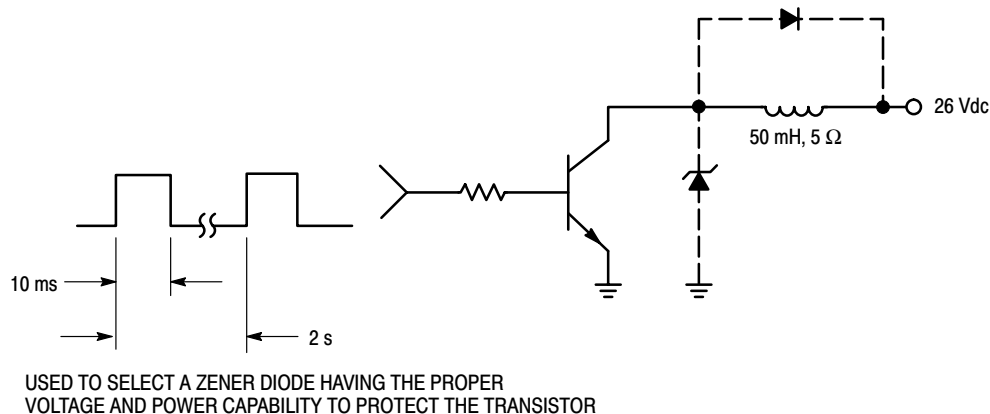 26 Vdc
50 mH, 5 Ω
10 ms
2 s
USED TO SELECT A ZENER DIODE HAVING THE PROPER
VOLTAGE AND POWER CAPABILITY TO PROTECT THE TRANSISTOR